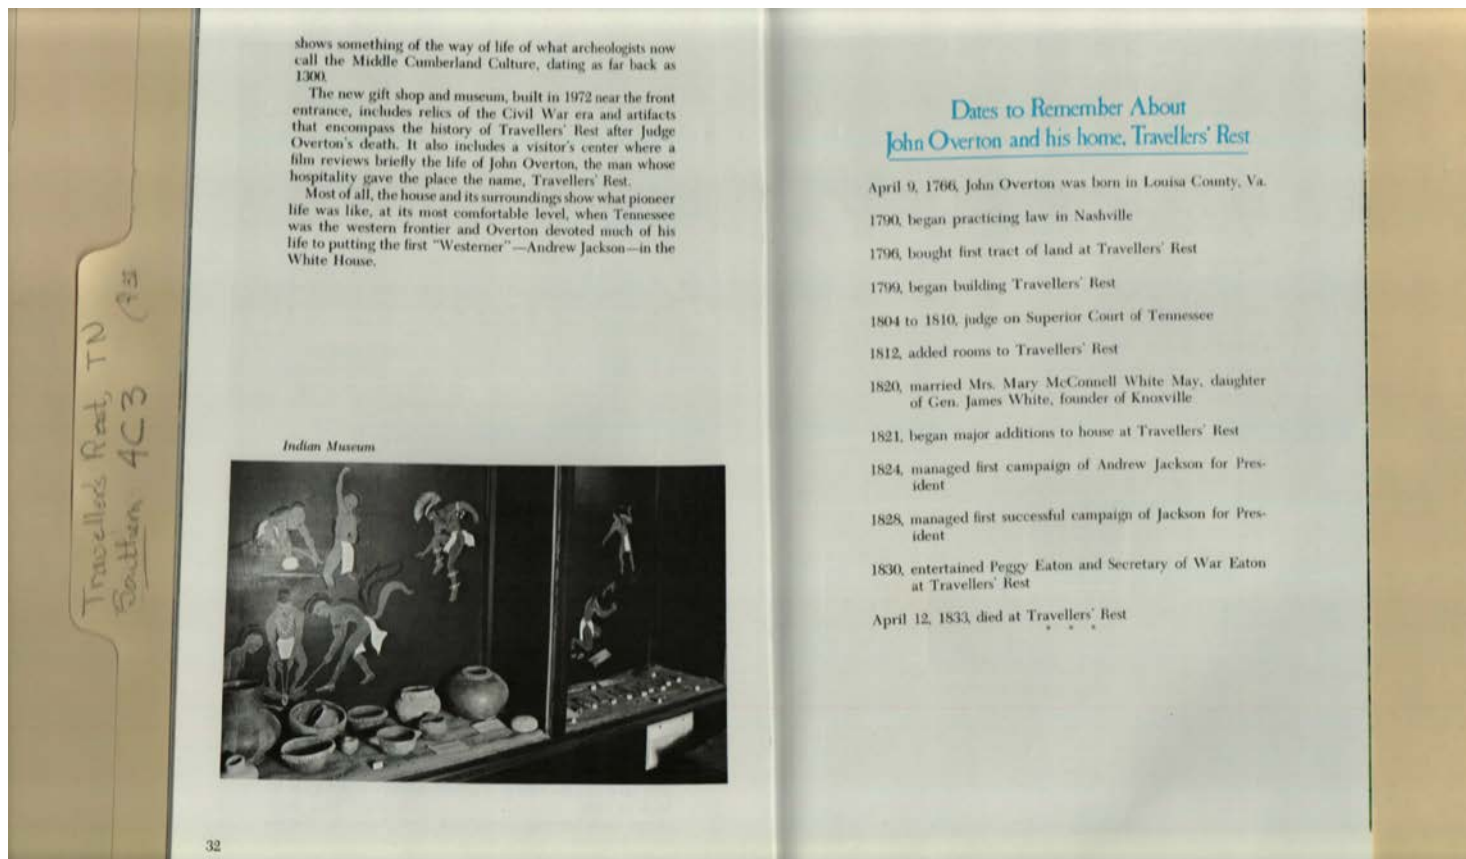 Travellers Rest, TN
Southern 4C3
shows something of the way of life of what archeologists now
call the Middle Cumberland Culture, dating as far back as
1300.
The new gift shop and museum, built in 1972 near the front
entrance, includes relics of the Civil War era and artifacts
that encompass the history of Travellers' Rest after Judge
Overton's death. It also includes a visitor's center where a
film reviews briefly the life of John Overton, the man whose
hospitality gave the place the name, Travellers' Rest.
Most of all, the house and its surroundings show what pioneer
life was like, at its most comfortable level, when Tennessee
was the western frontier and Overton devoted much of his
life to putting the first "Westerner"—Andrew Jackson—in the
White House.
Indian Museum
32
Dates to Remember About
John Overton and his home, Travellers' Rest
April 9, 1766, John Overton was born in Louisa County, Va.
1790, began practicing law in Nashville
1796, bought first tract of land at Travellers' Rest
1799, began building Travellers' Rest
1804 to 1810, judge on Superior Court of Tennessee
1812, added rooms to Travellers' Rest
1820, married Mrs. Mary McConnell White May, daughter
of Gen. James White, founder of Knoxville
1821, began major additions to house at Travellers' Rest
1824, managed first campaign of Andrew Jackson for Pres-
ident
1828, managed first successful campaign of Jackson for Pres-
ident
1830, entertained Peggy Eaton and Secretary of War Eaton
at Travellers' Rest
April 12, 1833, died at Travellers' Rest